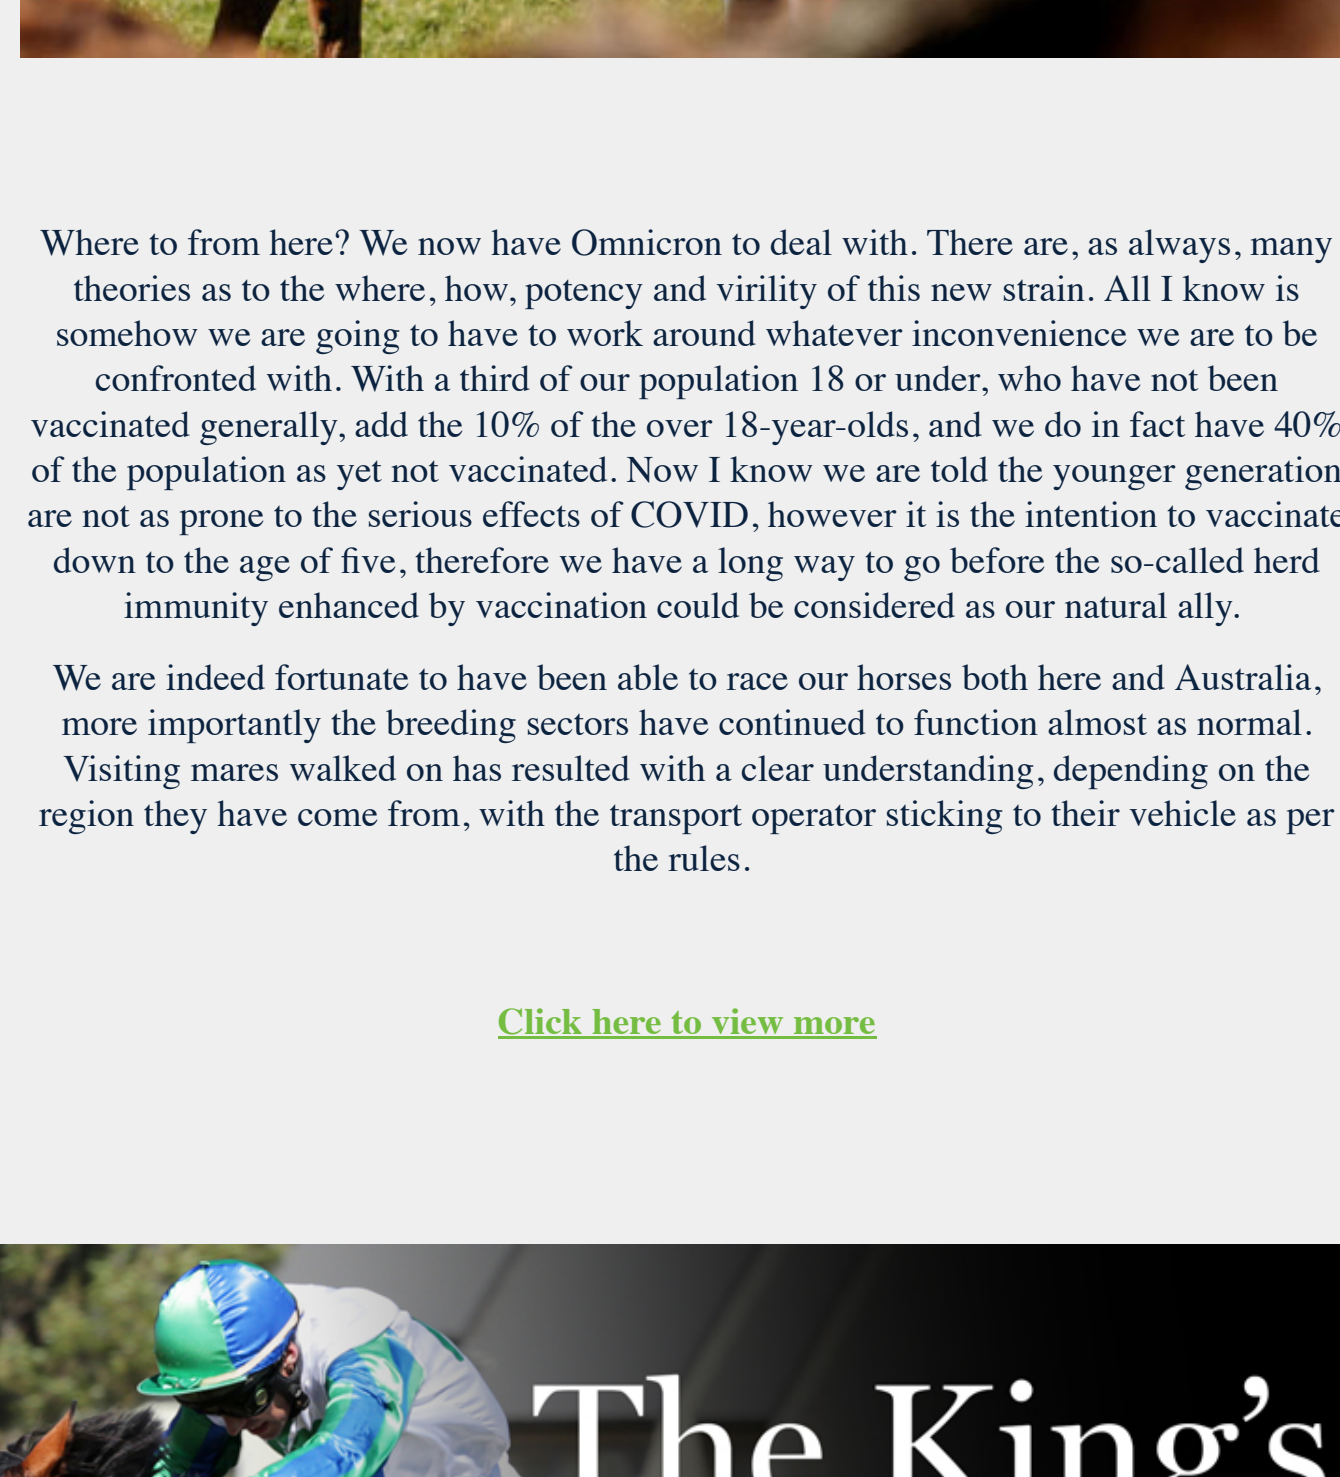 Where to from here? We now have Omnicron to deal with. There are, as always, many
theories as to the where, how, potency and virility of this new strain. All I know is
somehow we are going to have to work around whatever inconvenience we are to be
confronted with. With a third of our population 18 or under, who have not been
vaccinated generally, add the 10% of the over 18-year-olds, and we do in fact have 40%
of the population as yet not vaccinated. Now I know we are told the younger generation
are not as prone to the serious effects of COVID, however it is the intention to vaccinate
down to the age of five, therefore we have a long way to go before the so-called herd
immunity enhanced by vaccination could be considered as our natural ally.
We are indeed fortunate to have been able to race our horses both here and Australia,
more importantly the breeding sectors have continued to function almost as normal.
Visiting mares walked on has resulted with a clear understanding, depending on the
region they have come from, with the transport operator sticking to their vehicle as per
the rules.
Click here to view more
The King’s